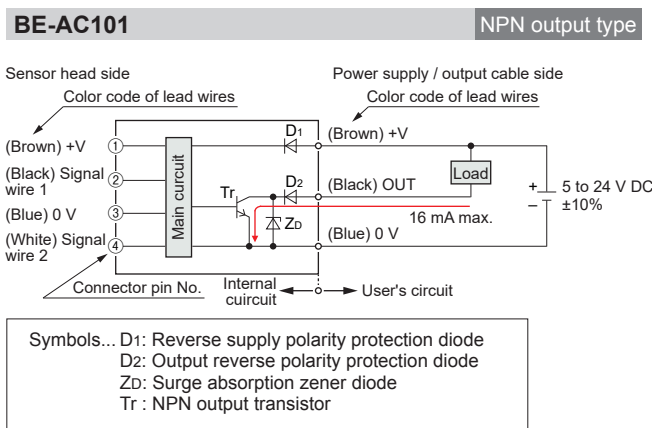 BE-AC101
NPN output type
Sensor head side
Power supply / output cable side
Color code of lead wires
Color code of lead wires
(Brown) +V
1
(Black) Signal
wire 1
2
(Blue) 0 V
3
(White) Signal
wire 2
4
Main curcuit
Tr
D1
D2
ZD
(Brown) +V
(Black) OUT
Load
16 mA max.
(Blue) 0 V
+
–
5 to 24 V DC
±10%
Connector pin No.
Internal
cuircuit
User's circuit
Symbols... D1: Reverse supply polarity protection diode
D2: Output reverse polarity protection diode
ZD: Surge absorption zener diode
Tr : NPN output transistor